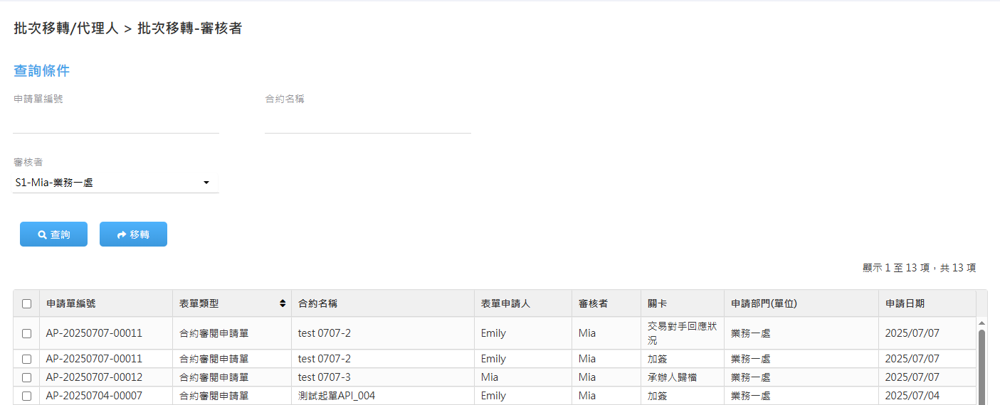 批次移轉/代理人 > 批次移轉-審核者
查詢條件
申請單編號 合約名稱
審核者
S1-Mia-業務一處
查詢 移轉
顯示 1 至 13 項，共 13 項
申請單編號 表單類型 合約名稱 表單申請人 審核者 關卡 申請部門(單位) 申請日期
AP-20250707-00011 合約審閱申請單 test 0707-2 Emily Mia 交易對手回應狀況 業務一處 2025/07/07
AP-20250707-00011 合約審閱申請單 test 0707-2 Emily Mia 加簽 業務一處 2025/07/07
AP-20250707-00012 合約審閱申請單 test 0707-3 Mia Mia 承辦人歸檔 業務一處 2025/07/07
AP-20250704-00007 合約審閱申請單 測試起單API_004 Emily Mia 加簽 業務一處 2025/07/04